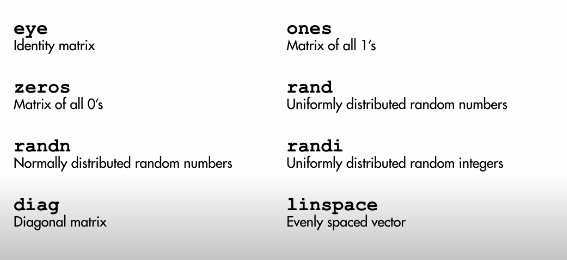 eye
Identity matrix
ones
Matrix of all 1's
zeros
Matrix of all 0's
rand
Uniformly distributed random numbers
randn
Normally distributed random numbers
randi
Uniformly distributed random integers
diag
Diagonal matrix
linspace
Evenly spaced vector